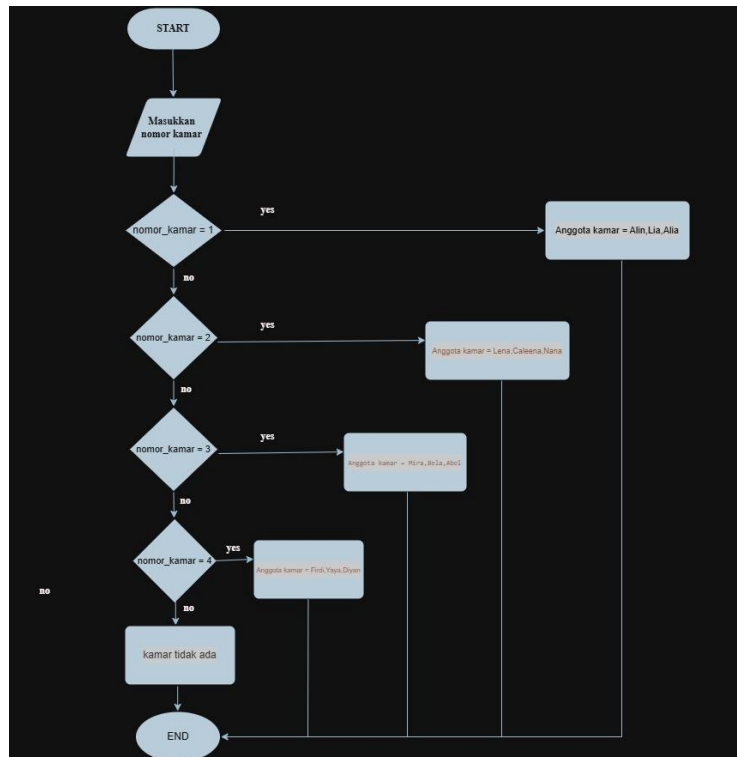 START
Masukkan
nomor kamar
yes
nomor_kamar = 1
Anggota kamar = Alin,Lia,Alia
no
yes
nomor_kamar = 2
Anggota kamar = Lena,Caleena,Nana
no
yes
nomor_kamar = 3
Anggota kamar = Mira,Bela,Abel
no
yes
nomor_kamar = 4
Anggota kamar = Firli,Yaya,Diyan
no
no
kamar tidak ada
END